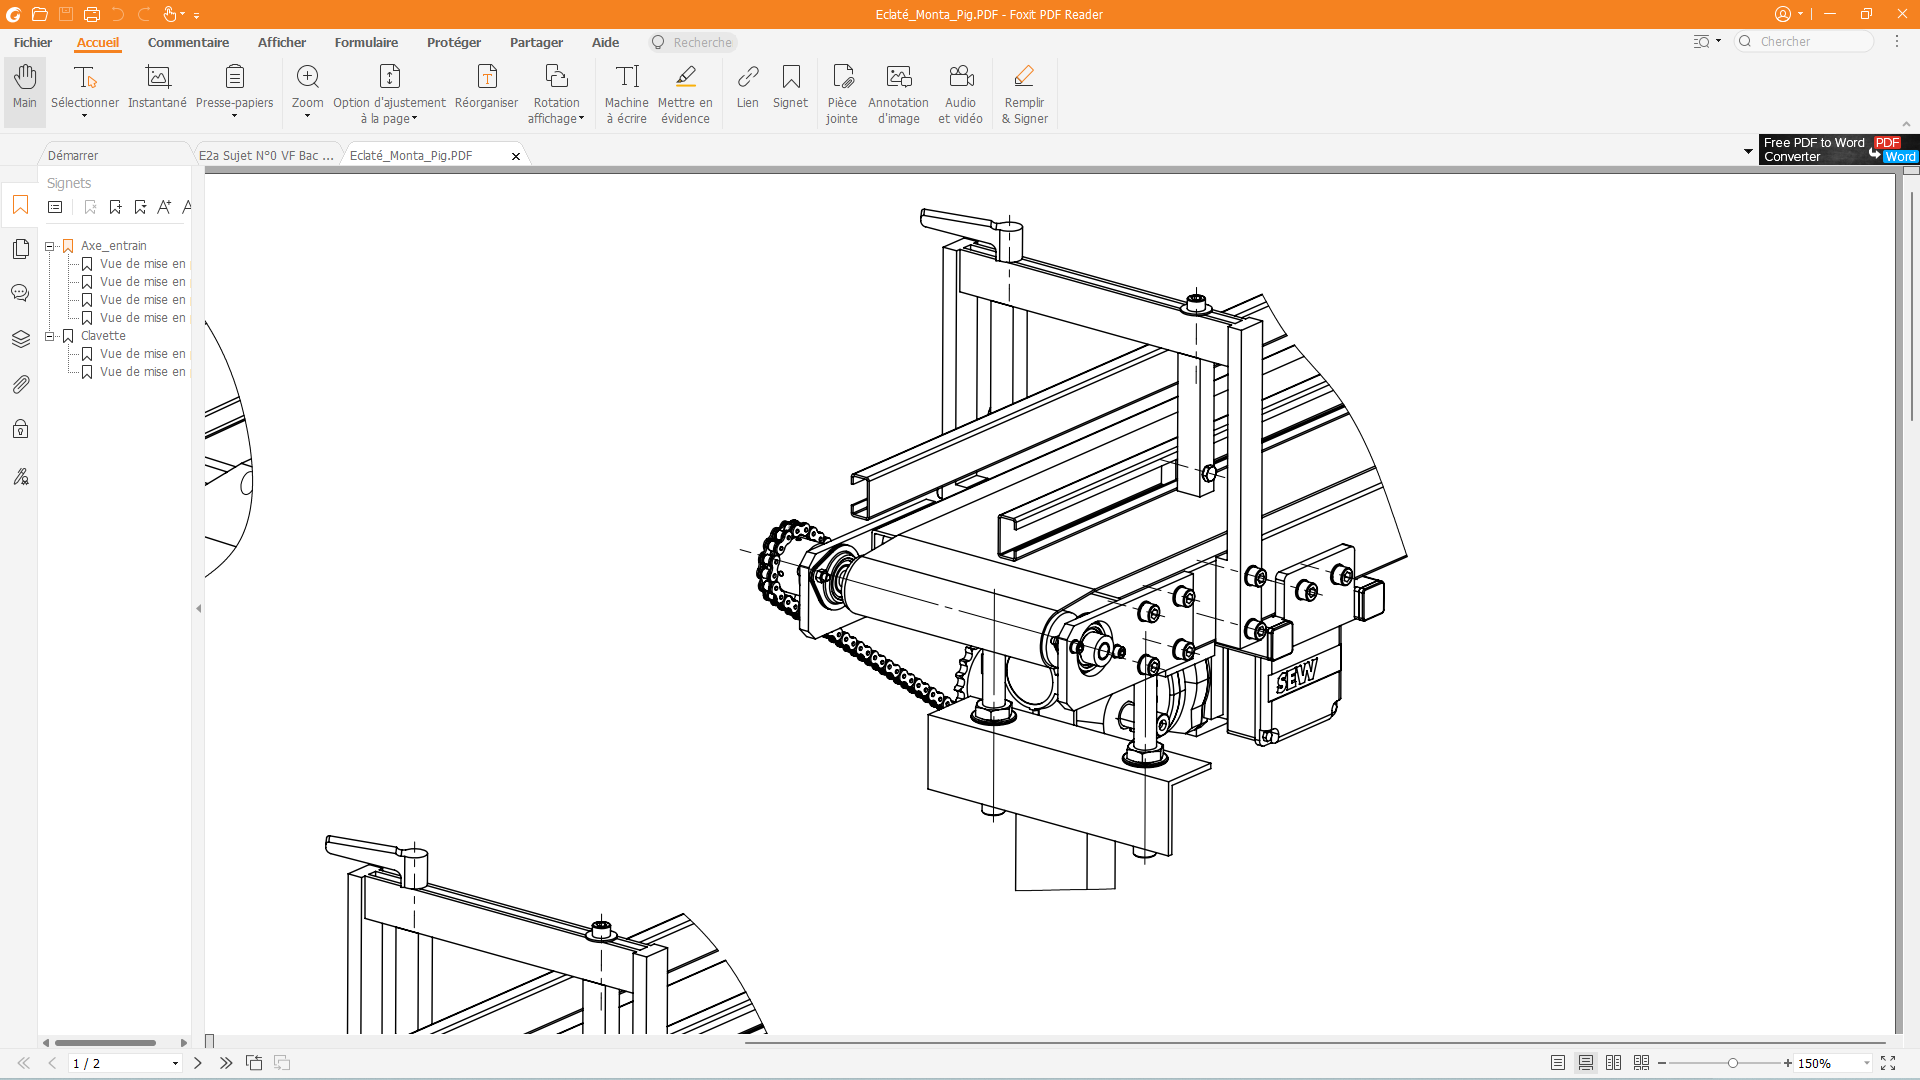 Eclaté_Monta_Pig.PDF - Foxit PDF Reader
Fichier Accueil Commentaire Afficher Formulaire Protéger Partager Aide Recherche Chercher
Main
Sélectionner
Instantané
Presse-papiers
Zoom
Option d'ajustement
à la page
Réorganiser
Rotation
affichage
Machine
à écrire
Mettre en
évidence
Lien
Signet
Pièce
jointe
Annotation
d'image
Audio
et vidéo
Remplir
& Signer
Démarrer
E2a Sujet N°0 VF Bac ...
Eclaté_Monta_Pig.PDF
Free PDF to Word
Converter
PDF
Word
Signets
Axe_entrain
Vue de mise en
Vue de mise en
Vue de mise en
Vue de mise en
Clavette
Vue de mise en
Vue de mise en
SEW
1 / 2
150%